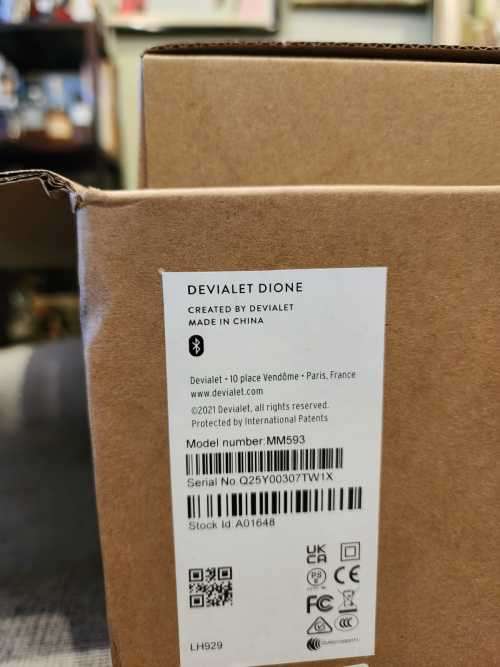 DEVIALET DIONE
CREATED BY DEVIALET
MADE IN CHINA
Devialet • 10 place Vendôme • Paris, France
www.devialet.com
©2021 Devialet, all rights reserved.
Protected by International Patents
Model number:MM593
Serial No Q25Y00307TW1X
Stock Id:A01648
UK
CA
PS
E
CE
FC
CCC
LH929